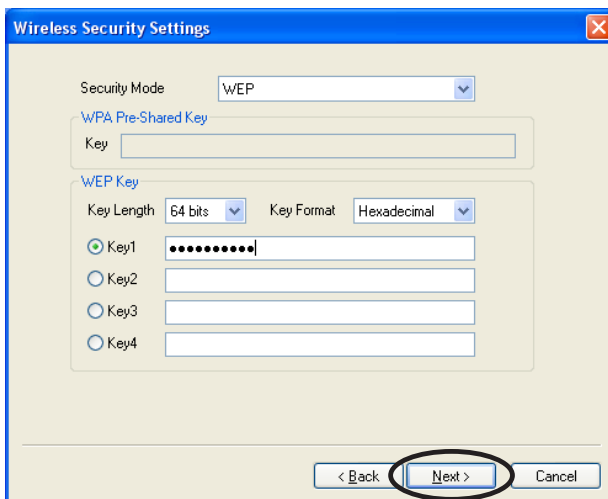 Wireless Security Settings
Security Mode WEP
WPA Pre-Shared Key
Key
WEP Key
Key Length 64 bits Key Format Hexadecimal
Key1 ●●●●●●●●●●
Key2
Key3
Key4
< Back Next > Cancel